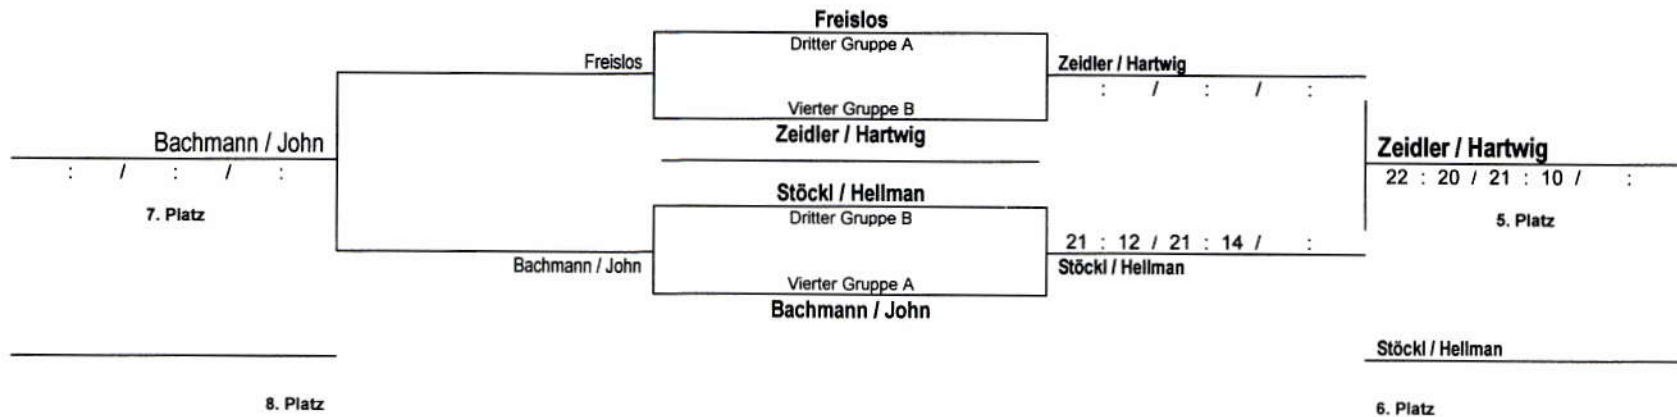 Freislos
Dritter Gruppe A
Freislos
Zeidler / Hartwig
: / : / :
Vierter Gruppe B
Zeidler / Hartwig
Bachmann / John
: / : / :
7. Platz
Zeidler / Hartwig
22 : 20 / 21 : 10 / :
5. Platz
Stöckl / Hellman
Dritter Gruppe B
21 : 12 / 21 : 14 / :
Bachmann / John
Stöckl / Hellman
Vierter Gruppe A
Bachmann / John
Stöckl / Hellman
8. Platz
6. Platz